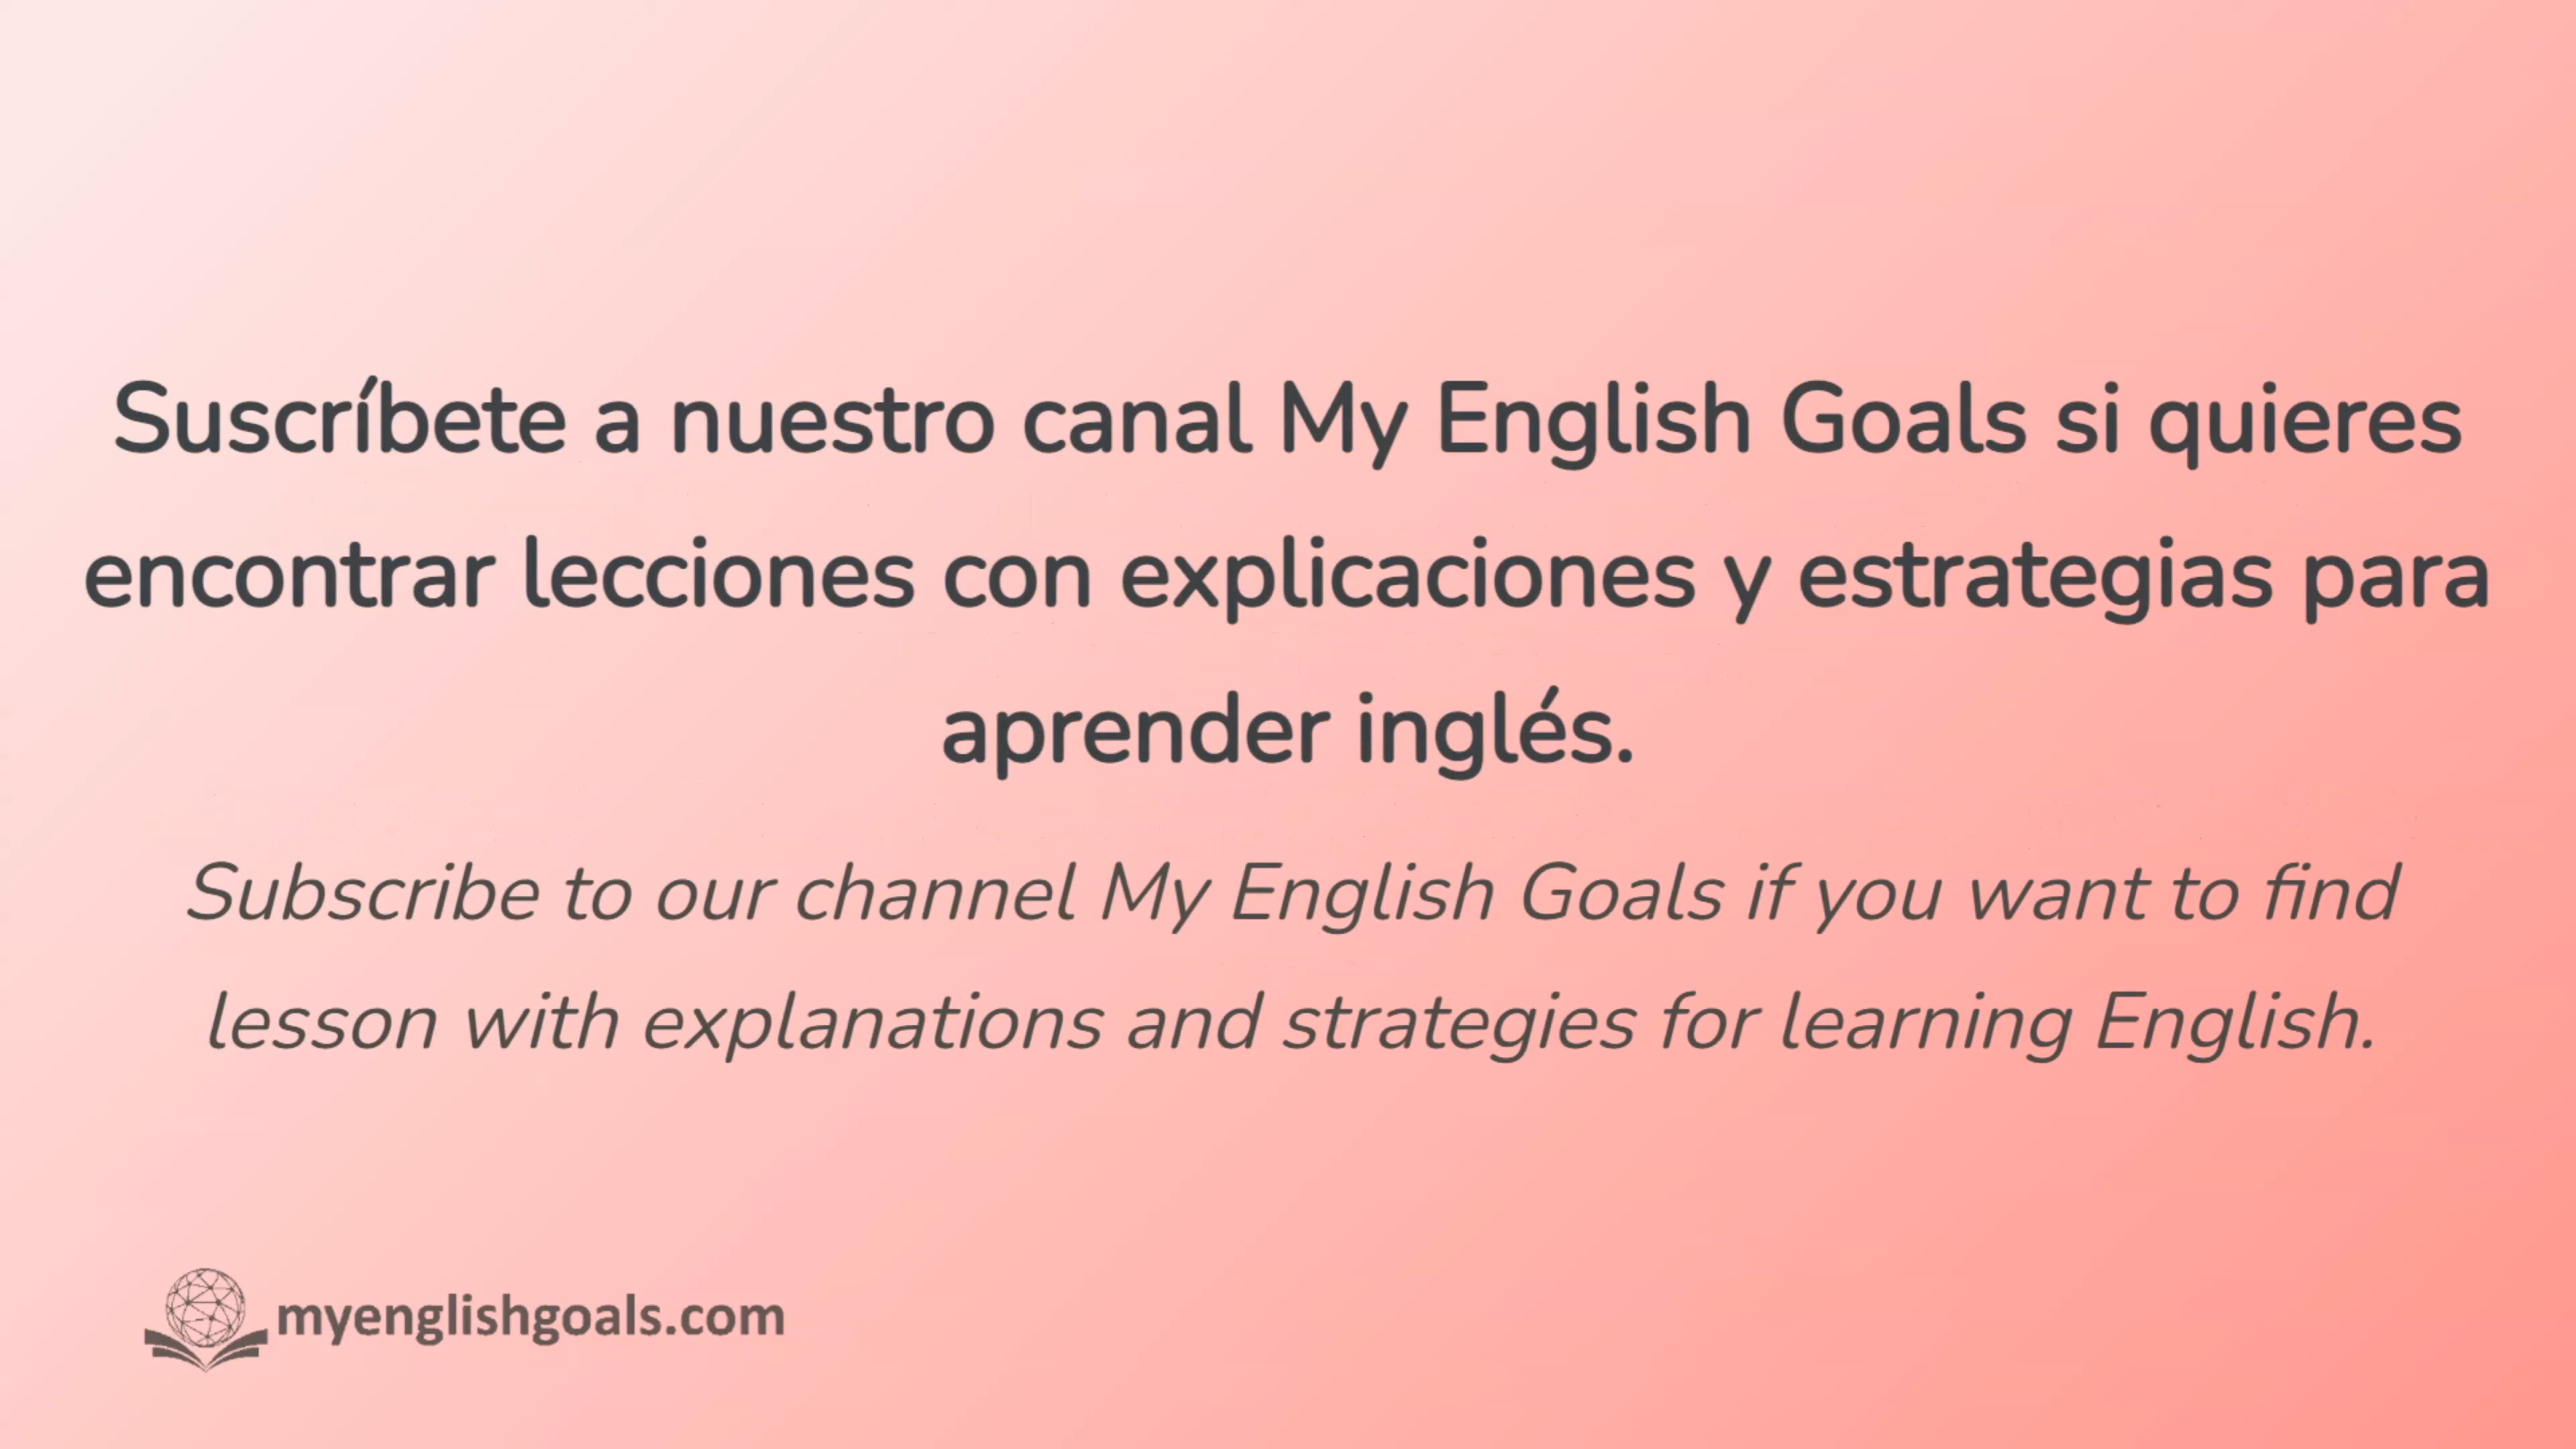 Suscríbete a nuestro canal My English Goals si quieres
encontrar lecciones con explicaciones y estrategias para
aprender inglés.
Subscribe to our channel My English Goals if you want to find
lesson with explanations and strategies for learning English.
myenglishgoals.com